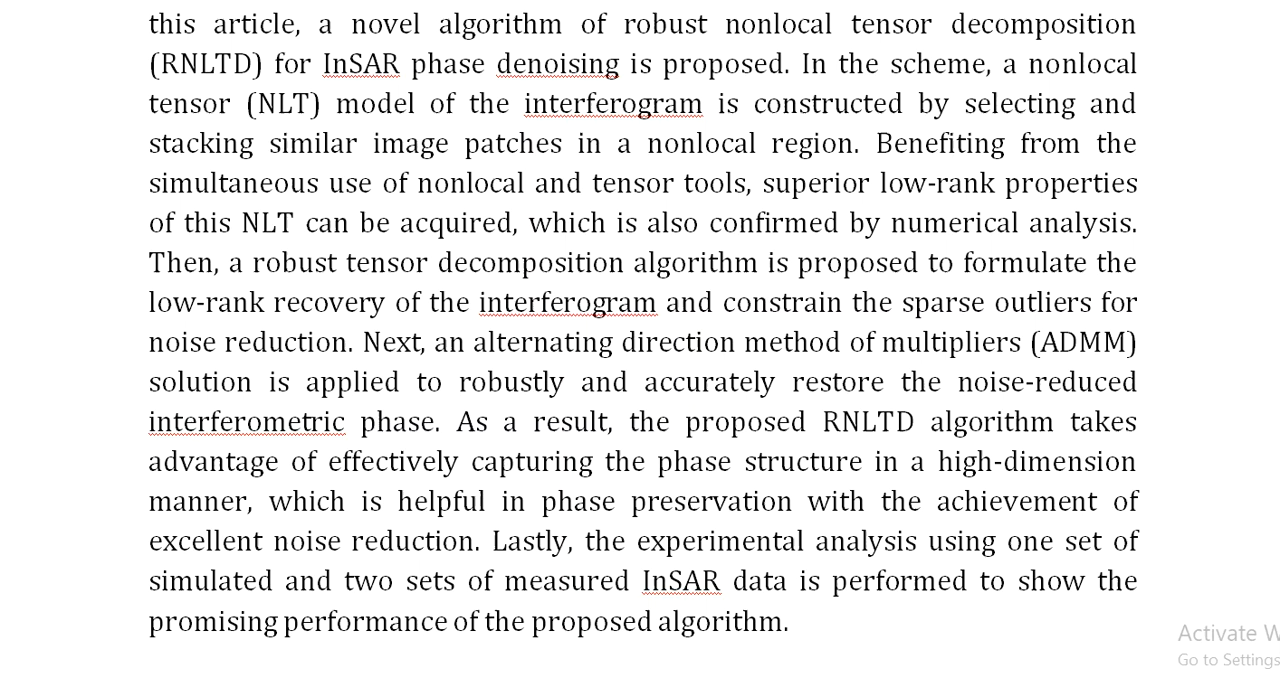 this article, a novel algorithm of robust nonlocal tensor decomposition
(RNLTD) for InSAR phase denoising is proposed. In the scheme, a nonlocal
tensor (NLT) model of the interferogram is constructed by selecting and
stacking similar image patches in a nonlocal region. Benefiting from the
simultaneous use of nonlocal and tensor tools, superior low-rank properties
of this NLT can be acquired, which is also confirmed by numerical analysis.
Then, a robust tensor decomposition algorithm is proposed to formulate the
low-rank recovery of the interferogram and constrain the sparse outliers for
noise reduction. Next, an alternating direction method of multipliers (ADMM)
solution is applied to robustly and accurately restore the noise-reduced
interferometric phase. As a result, the proposed RNLTD algorithm takes
advantage of effectively capturing the phase structure in a high-dimension
manner, which is helpful in phase preservation with the achievement of
excellent noise reduction. Lastly, the experimental analysis using one set of
simulated and two sets of measured InSAR data is performed to show the
promising performance of the proposed algorithm.
Activate W
Go to Settings